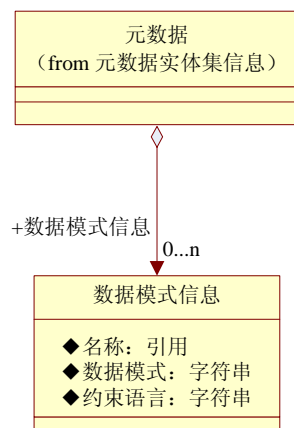 元数据
（from 元数据实体集信息）
+数据模式信息
0...n
数据模式信息
◆名称：引用
◆数据模式：字符串
◆约束语言：字符串